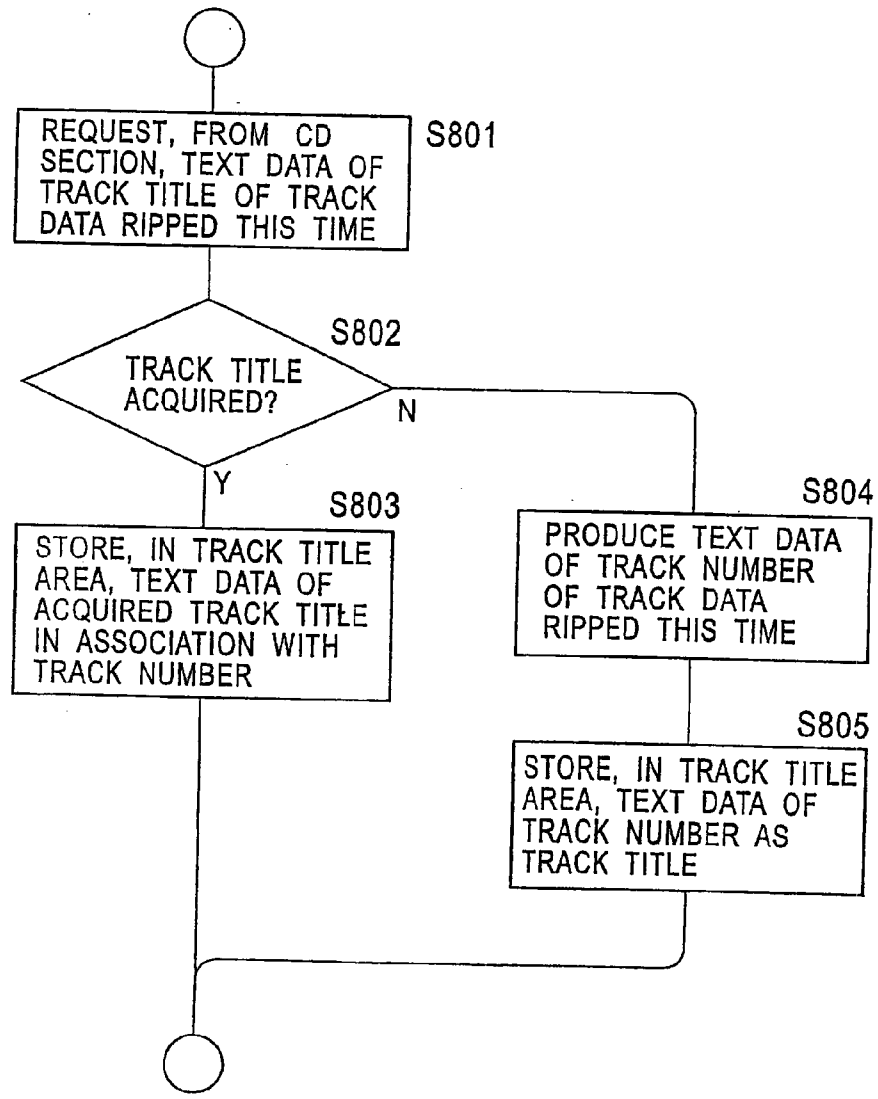 S801
REQUEST, FROM CD
SECTION, TEXT DATA OF
TRACK TITLE OF TRACK
DATA RIPPED THIS TIME
S802
TRACK TITLE
ACQUIRED?
N
Y
S803
STORE, IN TRACK TITLE
AREA, TEXT DATA OF
ACQUIRED TRACK TITLE
IN ASSOCIATION WITH
TRACK NUMBER
S804
PRODUCE TEXT DATA
OF TRACK NUMBER
OF TRACK DATA
RIPPED THIS TIME
S805
STORE, IN TRACK TITLE
AREA, TEXT DATA OF
TRACK NUMBER AS
TRACK TITLE